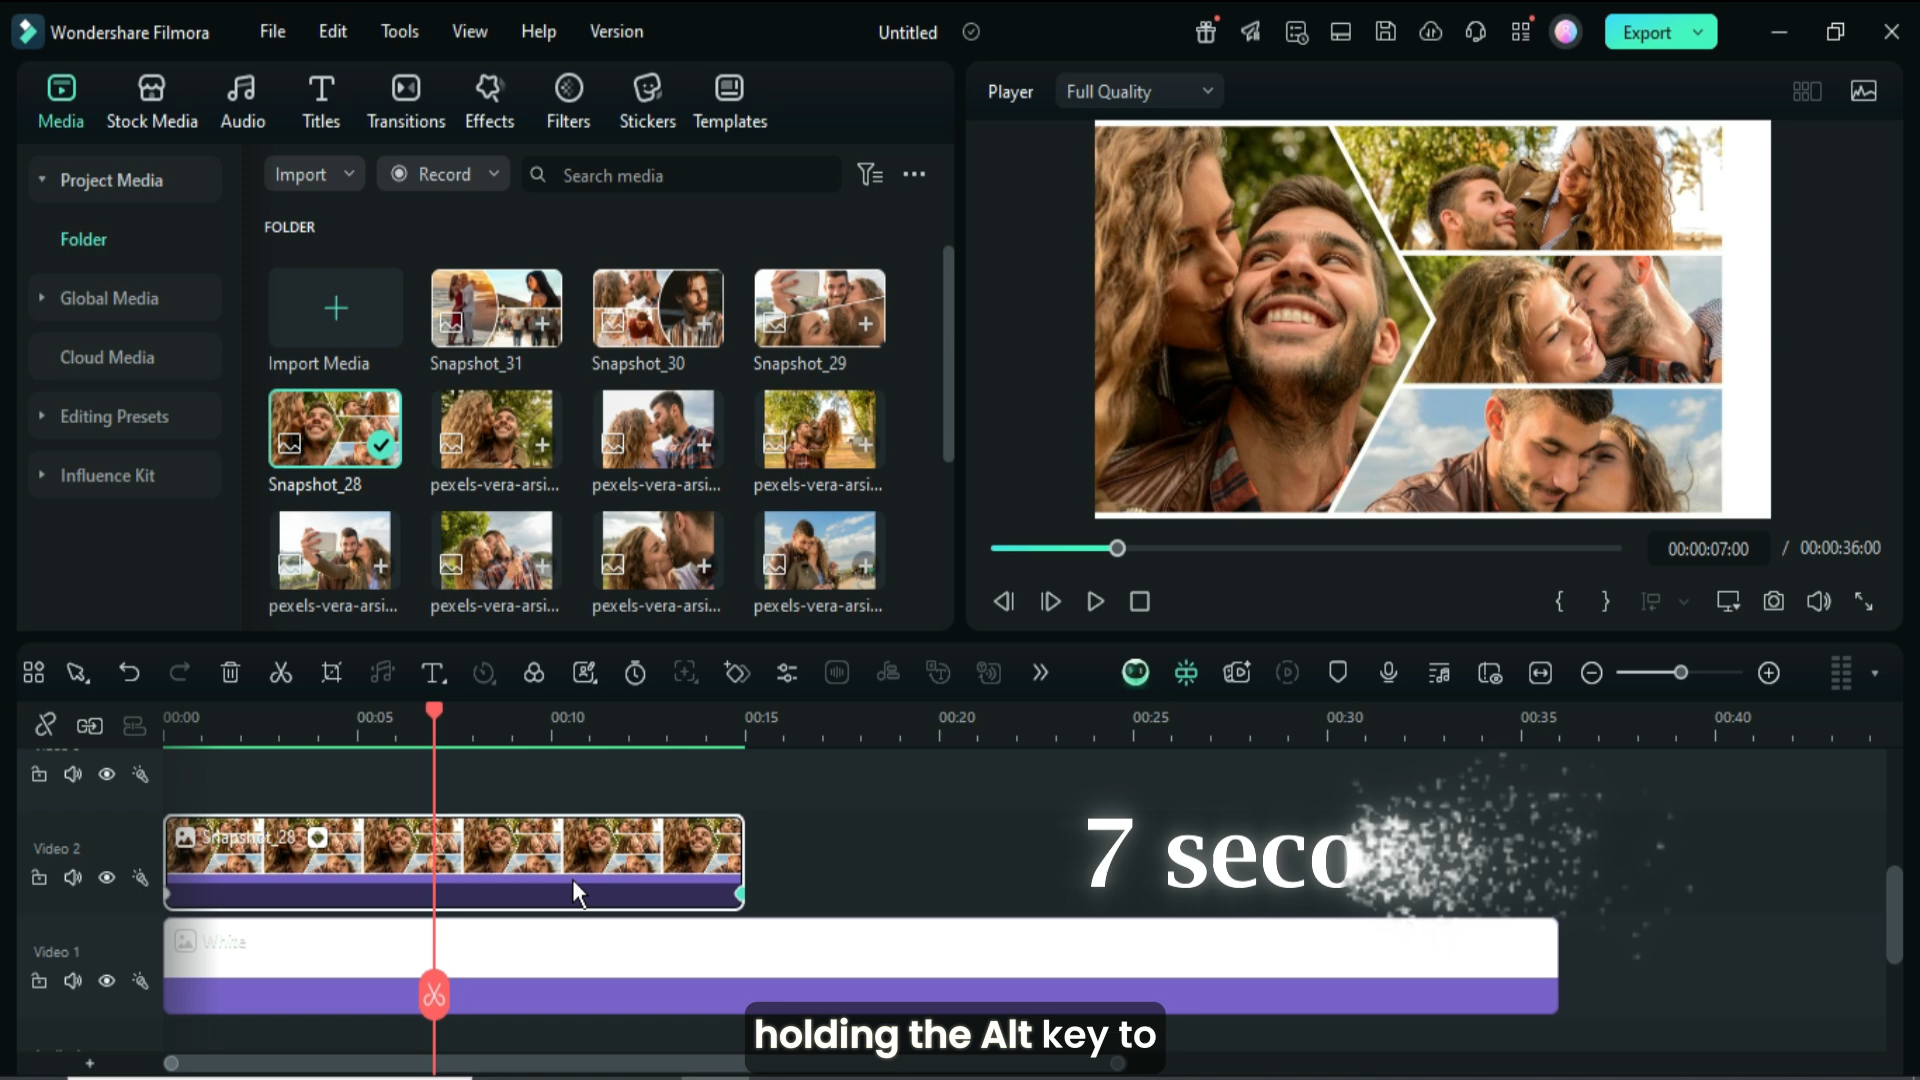 Wondershare Filmora
File
Edit
Tools
View
Help
Version
Untitled
Export
Media
Stock Media
Audio
Titles
Transitions
Effects
Filters
Stickers
Templates
Player
Full Quality
Project Media
Folder
Global Media
Cloud Media
Editing Presets
Influence Kit
Import
Record
Search media
FOLDER
Import Media
Snapshot_31
Snapshot_30
Snapshot_29
Snapshot_28
pexels-vera-arsi...
pexels-vera-arsi...
pexels-vera-arsi...
pexels-vera-arsi...
pexels-vera-arsi...
pexels-vera-arsi...
pexels-vera-arsi...
00:00:07:00 / 00:00:36:00
00:00
00:05
00:10
00:15
00:20
00:25
00:30
00:35
00:40
Snapshot_28
Video 2
7 seco
White
Video 1
holding the Alt key to